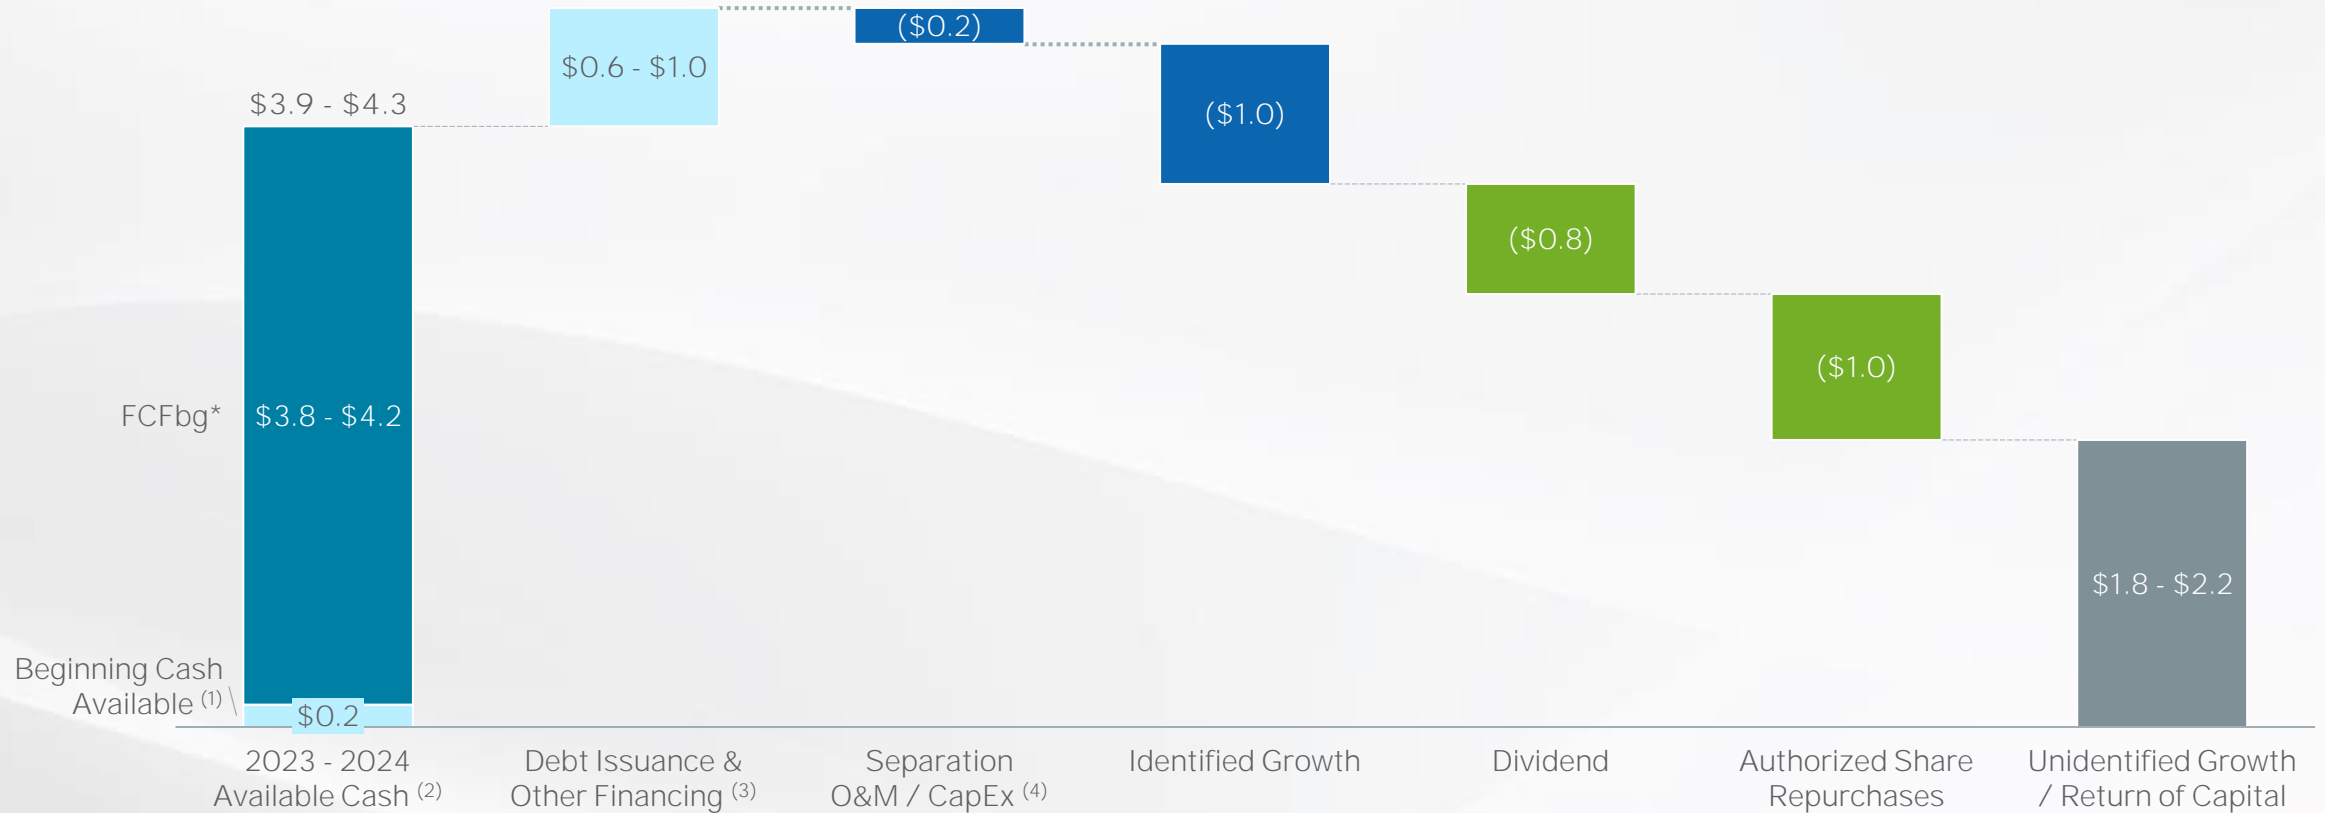 ($0.2)
$0.6 - $1.0
$3.9 - $4.3
($1.0)
($0.8)
($1.0)
FCFbg*
$3.8 - $4.2
$1.8 - $2.2
Beginning Cash
Available (1)
$0.2
2023 - 2024
Available Cash (2)
Debt Issuance &
Other Financing (3)
Separation
O&M / CapEx (4)
Identified Growth
Dividend
Authorized Share
Repurchases
Unidentified Growth
/ Return of Capital